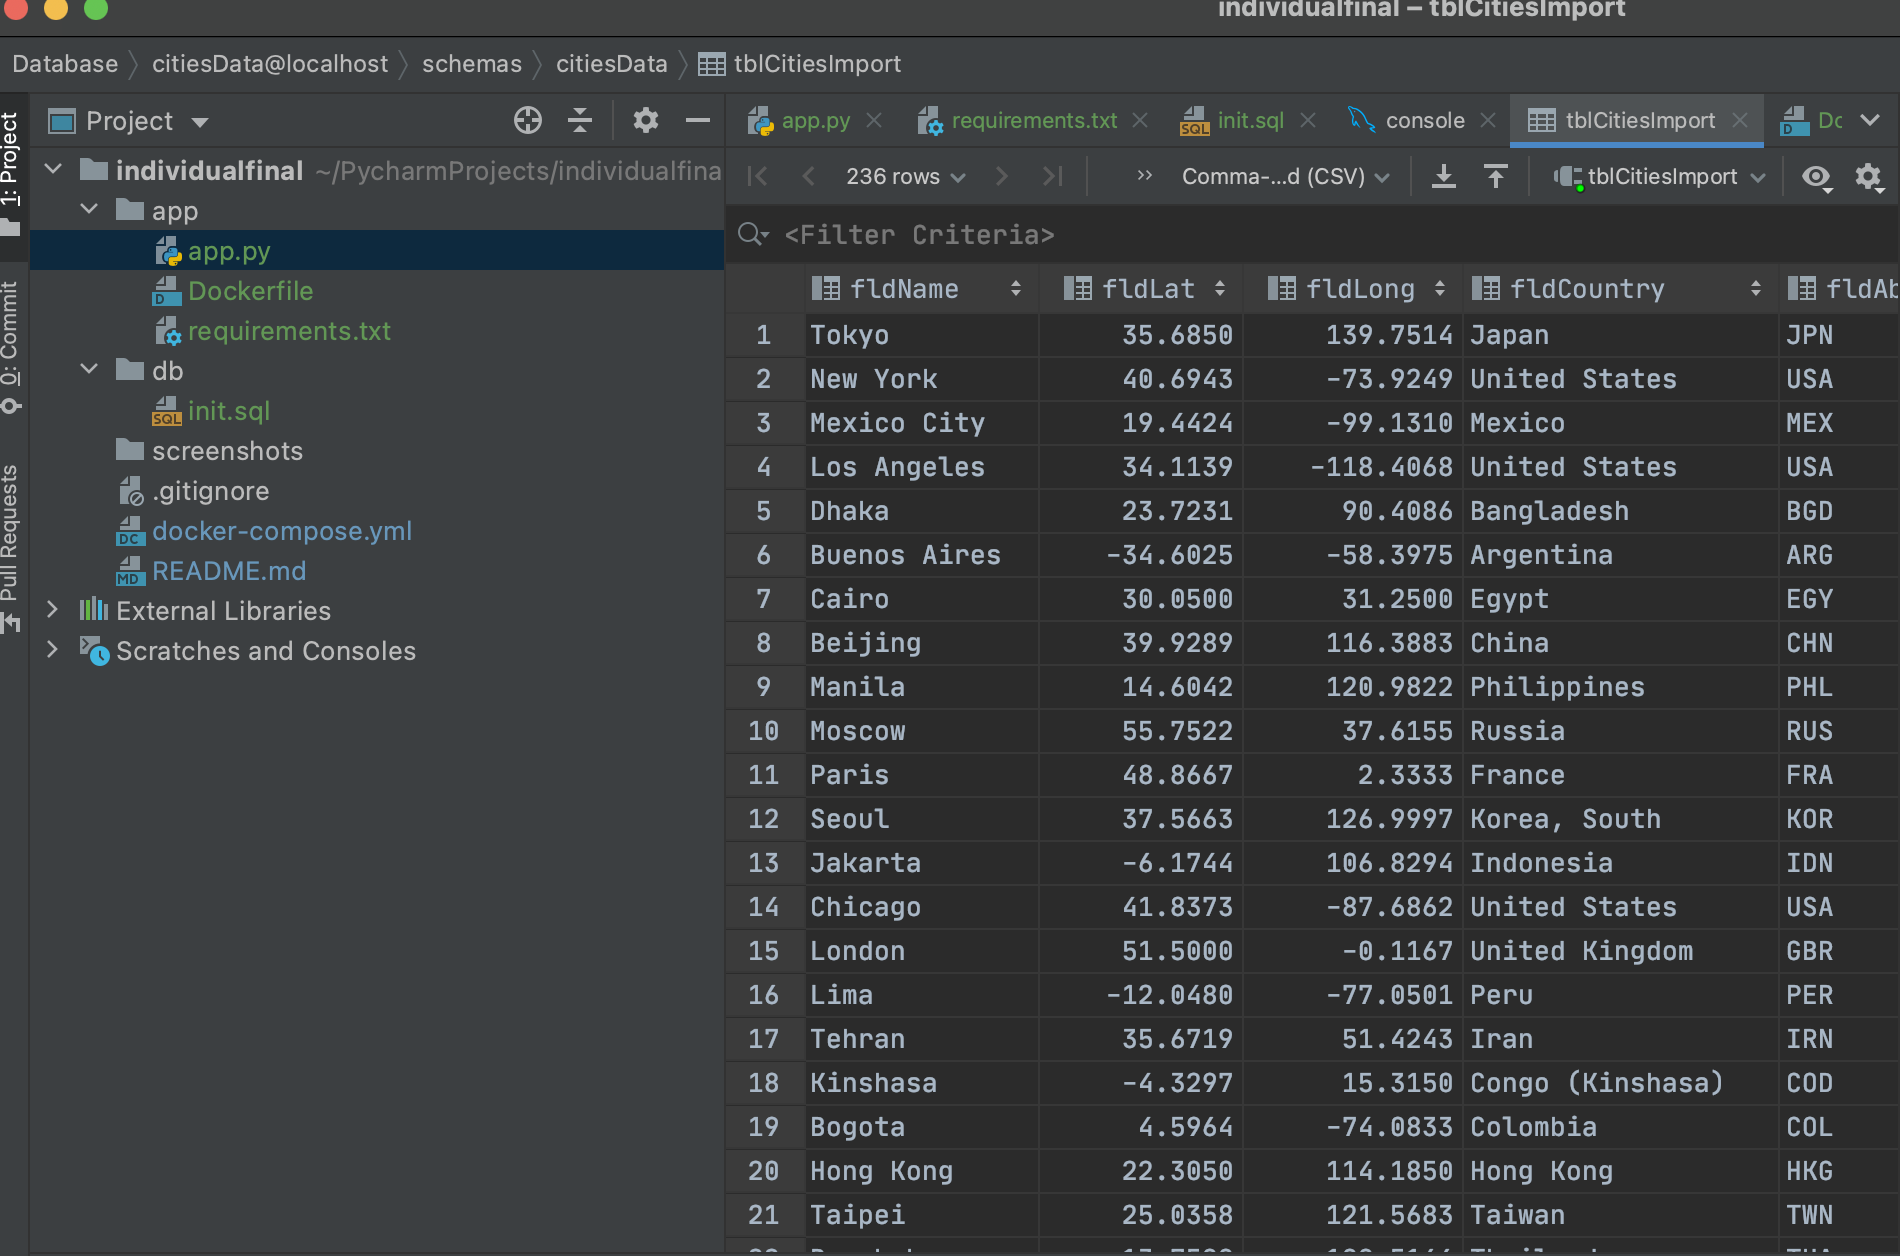 individualfinal – tblCitiesImport
Database citiesData@localhost schemas citiesData tblCitiesImport
1: Project
0: Commit
Pull Requests
Project
individualfinal ~/PycharmProjects/individualfina
app
app.py
Dockerfile
requirements.txt
db
init.sql
screenshots
.gitignore
docker-compose.yml
README.md
External Libraries
Scratches and Consoles
app.py requirements.txt init.sql console tblCitiesImport Dc
236 rows Comma-...d (CSV) tblCitiesImport
<Filter Criteria>
fldName fldLat fldLong fldCountry fldAb
1 Tokyo 35.6850 139.7514 Japan JPN
2 New York 40.6943 -73.9249 United States USA
3 Mexico City 19.4424 -99.1310 Mexico MEX
4 Los Angeles 34.1139 -118.4068 United States USA
5 Dhaka 23.7231 90.4086 Bangladesh BGD
6 Buenos Aires -34.6025 -58.3975 Argentina ARG
7 Cairo 30.0500 31.2500 Egypt EGY
8 Beijing 39.9289 116.3883 China CHN
9 Manila 14.6042 120.9822 Philippines PHL
10 Moscow 55.7522 37.6155 Russia RUS
11 Paris 48.8667 2.3333 France FRA
12 Seoul 37.5663 126.9997 Korea, South KOR
13 Jakarta -6.1744 106.8294 Indonesia IDN
14 Chicago 41.8373 -87.6862 United States USA
15 London 51.5000 -0.1167 United Kingdom GBR
16 Lima -12.0480 -77.0501 Peru PER
17 Tehran 35.6719 51.4243 Iran IRN
18 Kinshasa -4.3297 15.3150 Congo (Kinshasa) COD
19 Bogota 4.5964 -74.0833 Colombia COL
20 Hong Kong 22.3050 114.1850 Hong Kong HKG
21 Taipei 25.0358 121.5683 Taiwan TWN